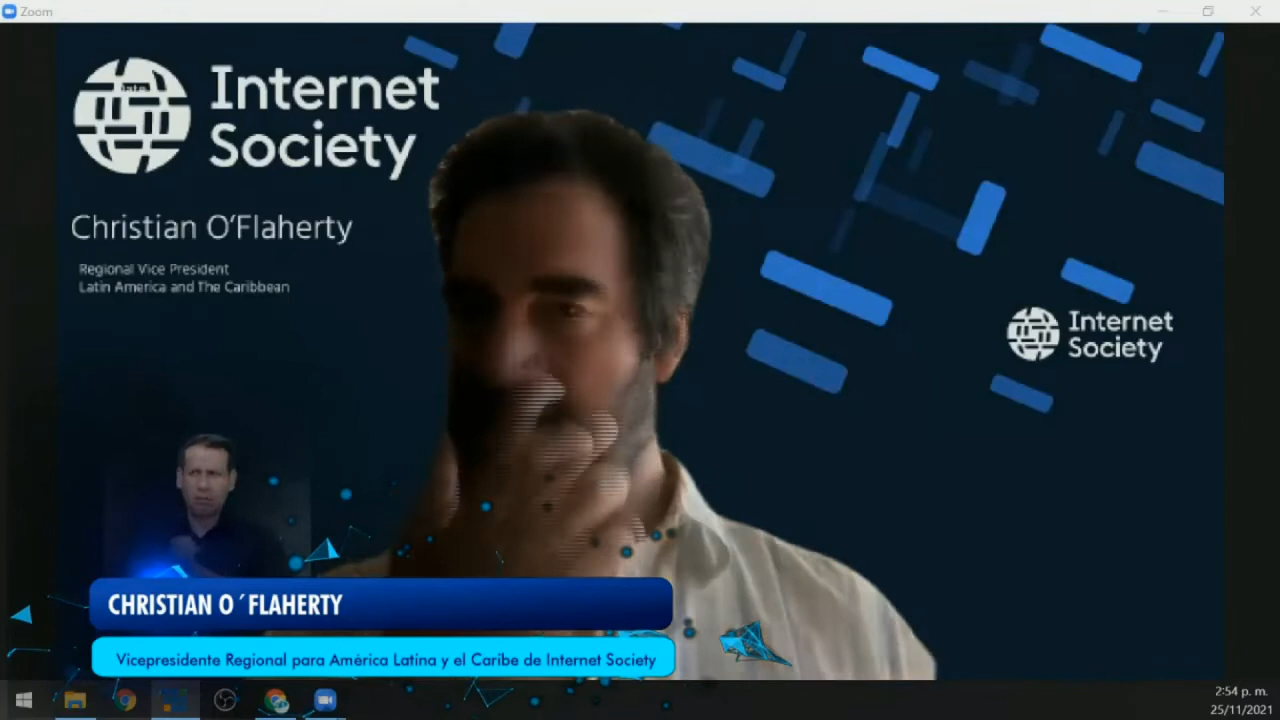 Zoom
Internet
Society
Christian O'Flaherty
Regional Vice President
Latin America and The Caribbean
Internet
Society
CHRISTIAN O´FLAHERTY
Vicepresidente Regional para América Latina y el Caribe de Internet Society
2:54 p. m.
25/11/2021